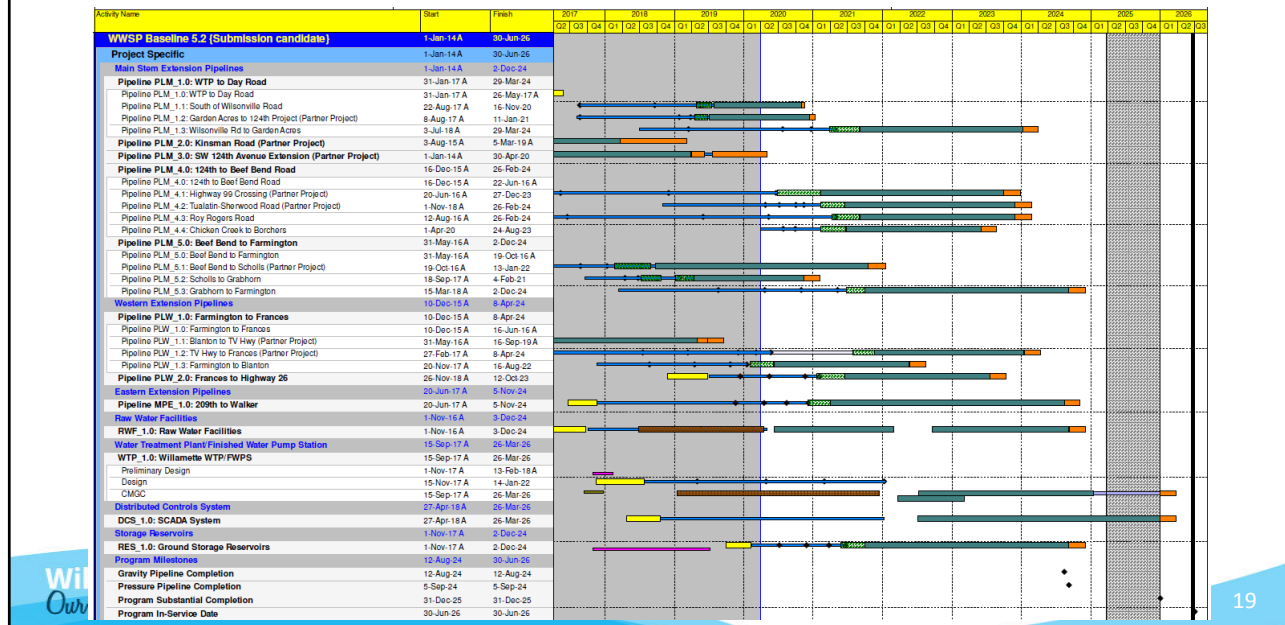 Activity Name Start Finish 2017 2018 2019 2020 2021 2022 2023 2024 2025 2026
Q2 Q3 Q4 Q1 Q2 Q3 Q4 Q1 Q2 Q3 Q4 Q1 Q2 Q3 Q4 Q1 Q2 Q3 Q4 Q1 Q2 Q3 Q4 Q1 Q2 Q3 Q4 Q1 Q2 Q3 Q4 Q1 Q2 Q3 Q4 Q1 Q2 Q3
WWSP Baseline 5.2 {Submission candidate} 1-Jan-14 A 30-Jun-26
Project Specific 1-Jan-14 A 30-Jun-26
Main Stem Extension Pipelines 1-Jan-14 A 2-Dec-24
Pipeline PLM_1.0: WTP to Day Road 31-Jan-17 A 29-Mar-24
Pipeline PLM_1.0: WTP to Day Road 31-Jan-17 A 26-May-17 A
Pipeline PLM_1.1: South of Wilsonville Road 22-Aug-17 A 16-Nov-20
Pipeline PLM_1.2: Garden Acres to 124th Project (Partner Project) 8-Aug-17 A 11-Jan-21
Pipeline PLM_1.3: Wilsonville Rd to Garden Acres 3-Jul-18 A 29-Mar-24
Pipeline PLM_2.0: Kinsman Road (Partner Project) 3-Aug-15 A 5-Mar-19 A
Pipeline PLM_3.0: SW 124th Avenue Extension (Partner Project) 1-Jan-14 A 30-Apr-20
Pipeline PLM_4.0: 124th to Beef Bend Road 16-Dec-15 A 26-Feb-24
Pipeline PLM_4.0: 124th to Beef Bend Road 16-Dec-15 A 22-Jun-16 A
Pipeline PLM_4.1: Highway 99 Crossing (Partner Project) 20-Jun-16 A 27-Dec-23
Pipeline PLM_4.2: Tualatin-Sherwood Road (Partner Project) 1-Nov-18 A 26-Feb-24
Pipeline PLM_4.3: Roy Rogers Road 12-Aug-16 A 26-Feb-24
Pipeline PLM_4.4: Chicken Creek to Borchers 1-Apr-20 24-Aug-23
Pipeline PLM_5.0: Beef Bend to Farmington 31-May-16 A 2-Dec-24
Pipeline PLM_5.0: Beef Bend to Farmington 31-May-16 A 19-Oct-16 A
Pipeline PLM_5.1: Beef Bend to Scholls (Partner Project) 19-Oct-16 A 13-Jan-22
Pipeline PLM_5.2: Scholls to Grabhorn 18-Sep-17 A 4-Feb-21
Pipeline PLM_5.3: Grabhorn to Farmington 15-Mar-18 A 2-Dec-24
Western Extension Pipelines 10-Dec-15 A 8-Apr-24
Pipeline PLW_1.0: Farmington to Frances 10-Dec-15 A 8-Apr-24
Pipeline PLW_1.0: Farmington to Frances 10-Dec-15 A 16-Jun-16 A
Pipeline PLW_1.1: Blanton to TV Hwy (Partner Project) 31-May-16 A 16-Sep-19 A
Pipeline PLW_1.2: TV Hwy to Frances (Partner Project) 27-Feb-17 A 8-Apr-24
Pipeline PLW_1.3: Farmington to Blanton 20-Nov-17 A 16-Aug-22
Pipeline PLW_2.0: Frances to Highway 26 26-Nov-18 A 12-Oct-23
Eastern Extension Pipelines 20-Jun-17 A 5-Nov-24
Pipeline MPE_1.0: 209th to Walker 20-Jun-17 A 5-Nov-24
Raw Water Facilities 1-Nov-16 A 3-Dec-24
RWF_1.0: Raw Water Facilities 1-Nov-16 A 3-Dec-24
Water Treatment Plant/Finished Water Pump Station 15-Sep-17 A 26-Mar-26
WTP_1.0: Willamette WTP/FWPS 15-Sep-17 A 26-Mar-26
Preliminary Design 1-Nov-17 A 13-Feb-18 A
Design 15-Nov-17 A 14-Jan-22
CMGC 15-Sep-17 A 26-Mar-26
Distributed Controls System 27-Apr-18 A 26-Mar-26
DCS_1.0: SCADA System 27-Apr-18 A 26-Mar-26
Storage Reservoirs 1-Nov-17 A 2-Dec-24
RES_1.0: Ground Storage Reservoirs 1-Nov-17 A 2-Dec-24
Program Milestones 12-Aug-24 30-Jun-26
Gravity Pipeline Completion 12-Aug-24 12-Aug-24
Pressure Pipeline Completion 5-Sep-24 5-Sep-24
Program Substantial Completion 31-Dec-25 31-Dec-25
Program In-Service Date 30-Jun-26 30-Jun-26
Wil
Our
19